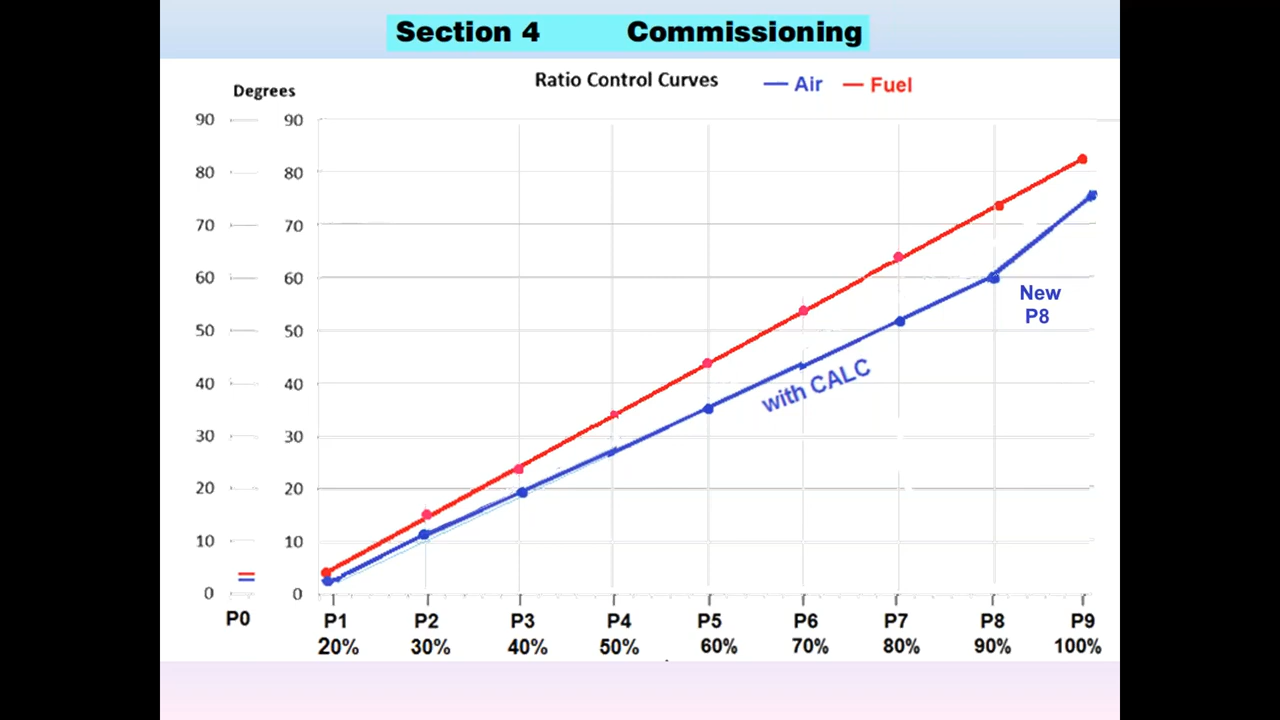 Section 4 Commissioning
Ratio Control Curves
Air
Fuel
Degrees
90 90
80 80
70 70
60 60
50 50
40 40
30 30
20 20
10 10
0 0
New
P8
with CALC
P0 P1 P2 P3 P4 P5 P6 P7 P8 P9
20% 30% 40% 50% 60% 70% 80% 90% 100%